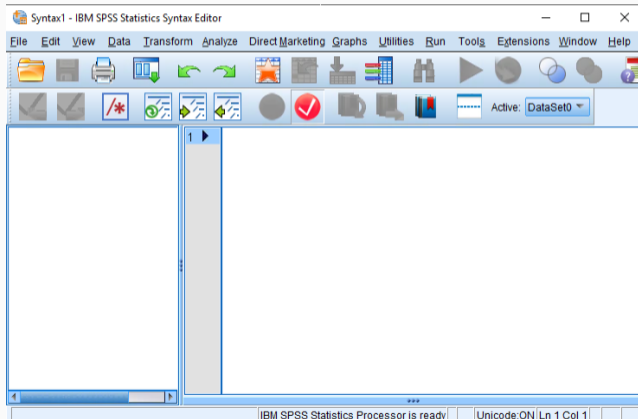 Syntax1 - IBM SPSS Statistics Syntax Editor
File Edit View Data Transform Analyze Direct Marketing Graphs Utilities Run Tools Extensions Window Help
/* Active: DataSet0
1
IBM SPSS Statistics Processor is ready Unicode:ON Ln 1 Col 1